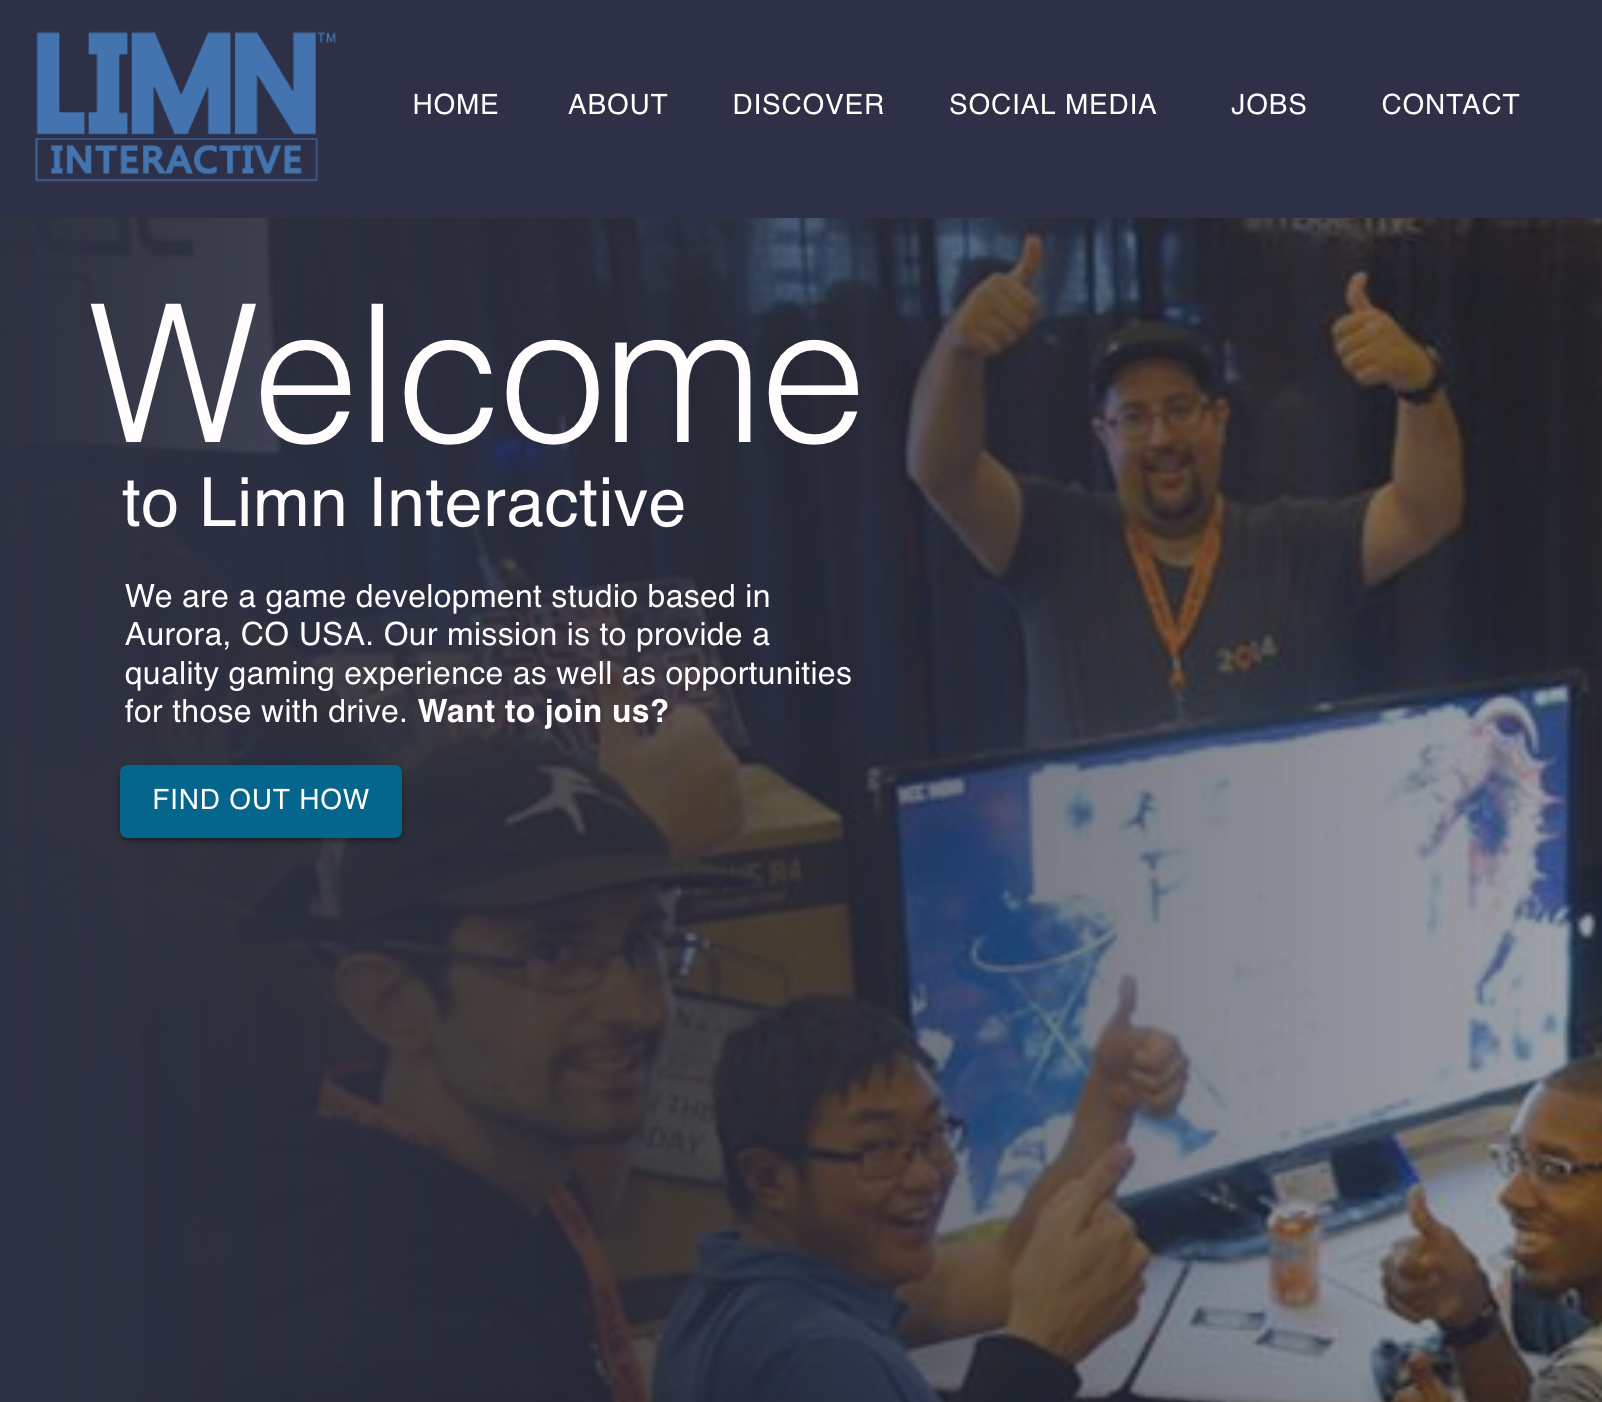 LIMN™
INTERACTIVE
HOME ABOUT DISCOVER SOCIAL MEDIA JOBS CONTACT
Welcome
to Limn Interactive
We are a game development studio based in
Aurora, CO USA. Our mission is to provide a
quality gaming experience as well as opportunities
for those with drive. Want to join us?
FIND OUT HOW
2014
DAY